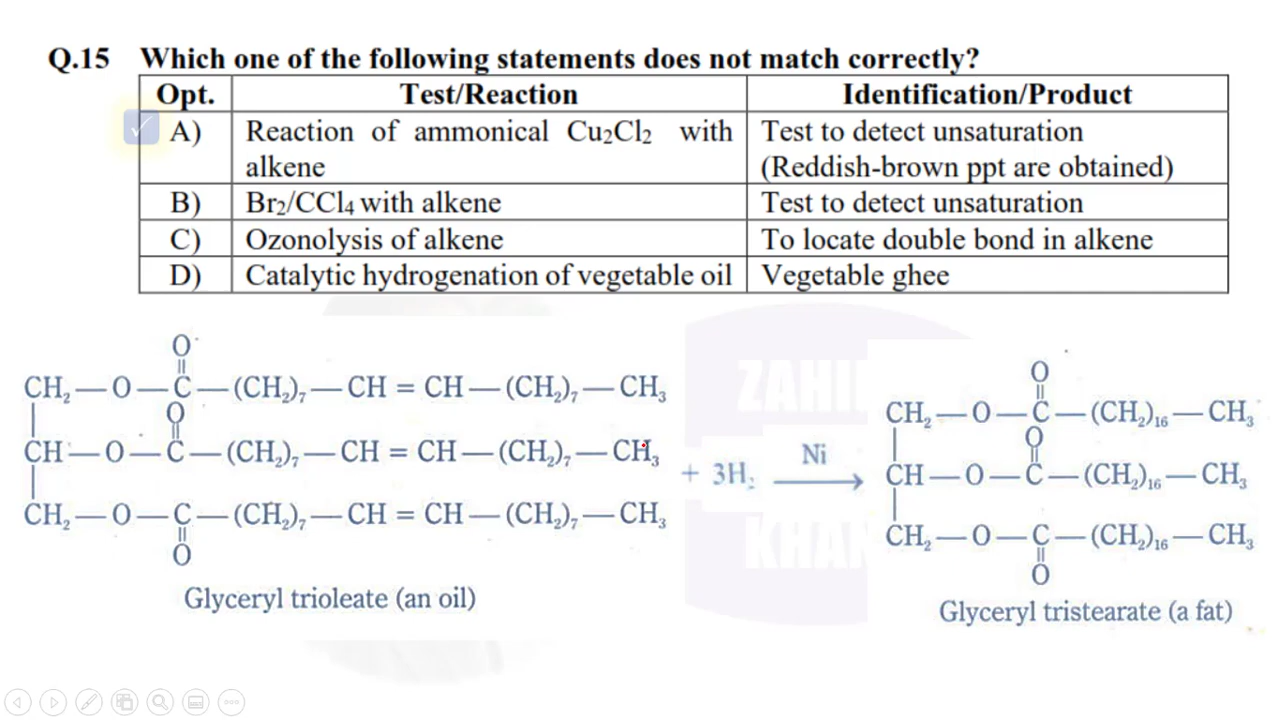 Q.15 Which one of the following statements does not match correctly?
Opt. Test/Reaction Identification/Product
A) Reaction of ammonical Cu₂Cl₂ with Test to detect unsaturation
alkene (Reddish-brown ppt are obtained)
B) Br₂/CCl₄ with alkene Test to detect unsaturation
C) Ozonolysis of alkene To locate double bond in alkene
D) Catalytic hydrogenation of vegetable oil Vegetable ghee
O
||
CH₂—O—C—(CH₂)₇—CH = CH—(CH₂)₇—CH₃
O
||
CH—O—C—(CH₂)₇—CH = CH—(CH₂)₇—CH₃
CH₂—O—C—(CH₂)₇—CH = CH—(CH₂)₇—CH₃
||
O
Glyceryl trioleate (an oil)
+ 3H₂
Ni
O
||
CH₂—O—C—(CH₂)₁₆—CH₃
O
||
CH—O—C—(CH₂)₁₆—CH₃
CH₂—O—C—(CH₂)₁₆—CH₃
||
O
Glyceryl tristearate (a fat)
KHAN